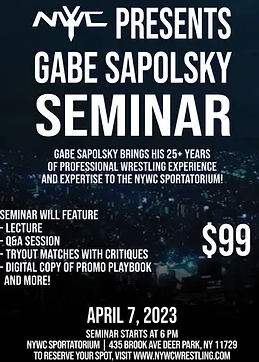 NYWC PRESENTS
GABE SAPOLSKY
SEMINAR
GABE SAPOLSKY BRINGS HIS 25+ YEARS
OF PROFESSIONAL WRESTLING EXPERIENCE
AND EXPERTISE TO THE NYWC SPORTATORIUM!
SEMINAR WILL FEATURE
- LECTURE
- Q&A SESSION
- TRYOUT MATCHES WITH CRITIQUES
- DIGITAL COPY OF PROMO PLAYBOOK
AND MORE!
$99
APRIL 7, 2023
SEMINAR STARTS AT 6 PM
NYWC SPORTATORIUM | 435 BROOK AVE DEER PARK, NY 11729
TO RESERVE YOUR SPOT, VISIT WWW.NYWCWRESTLING.COM